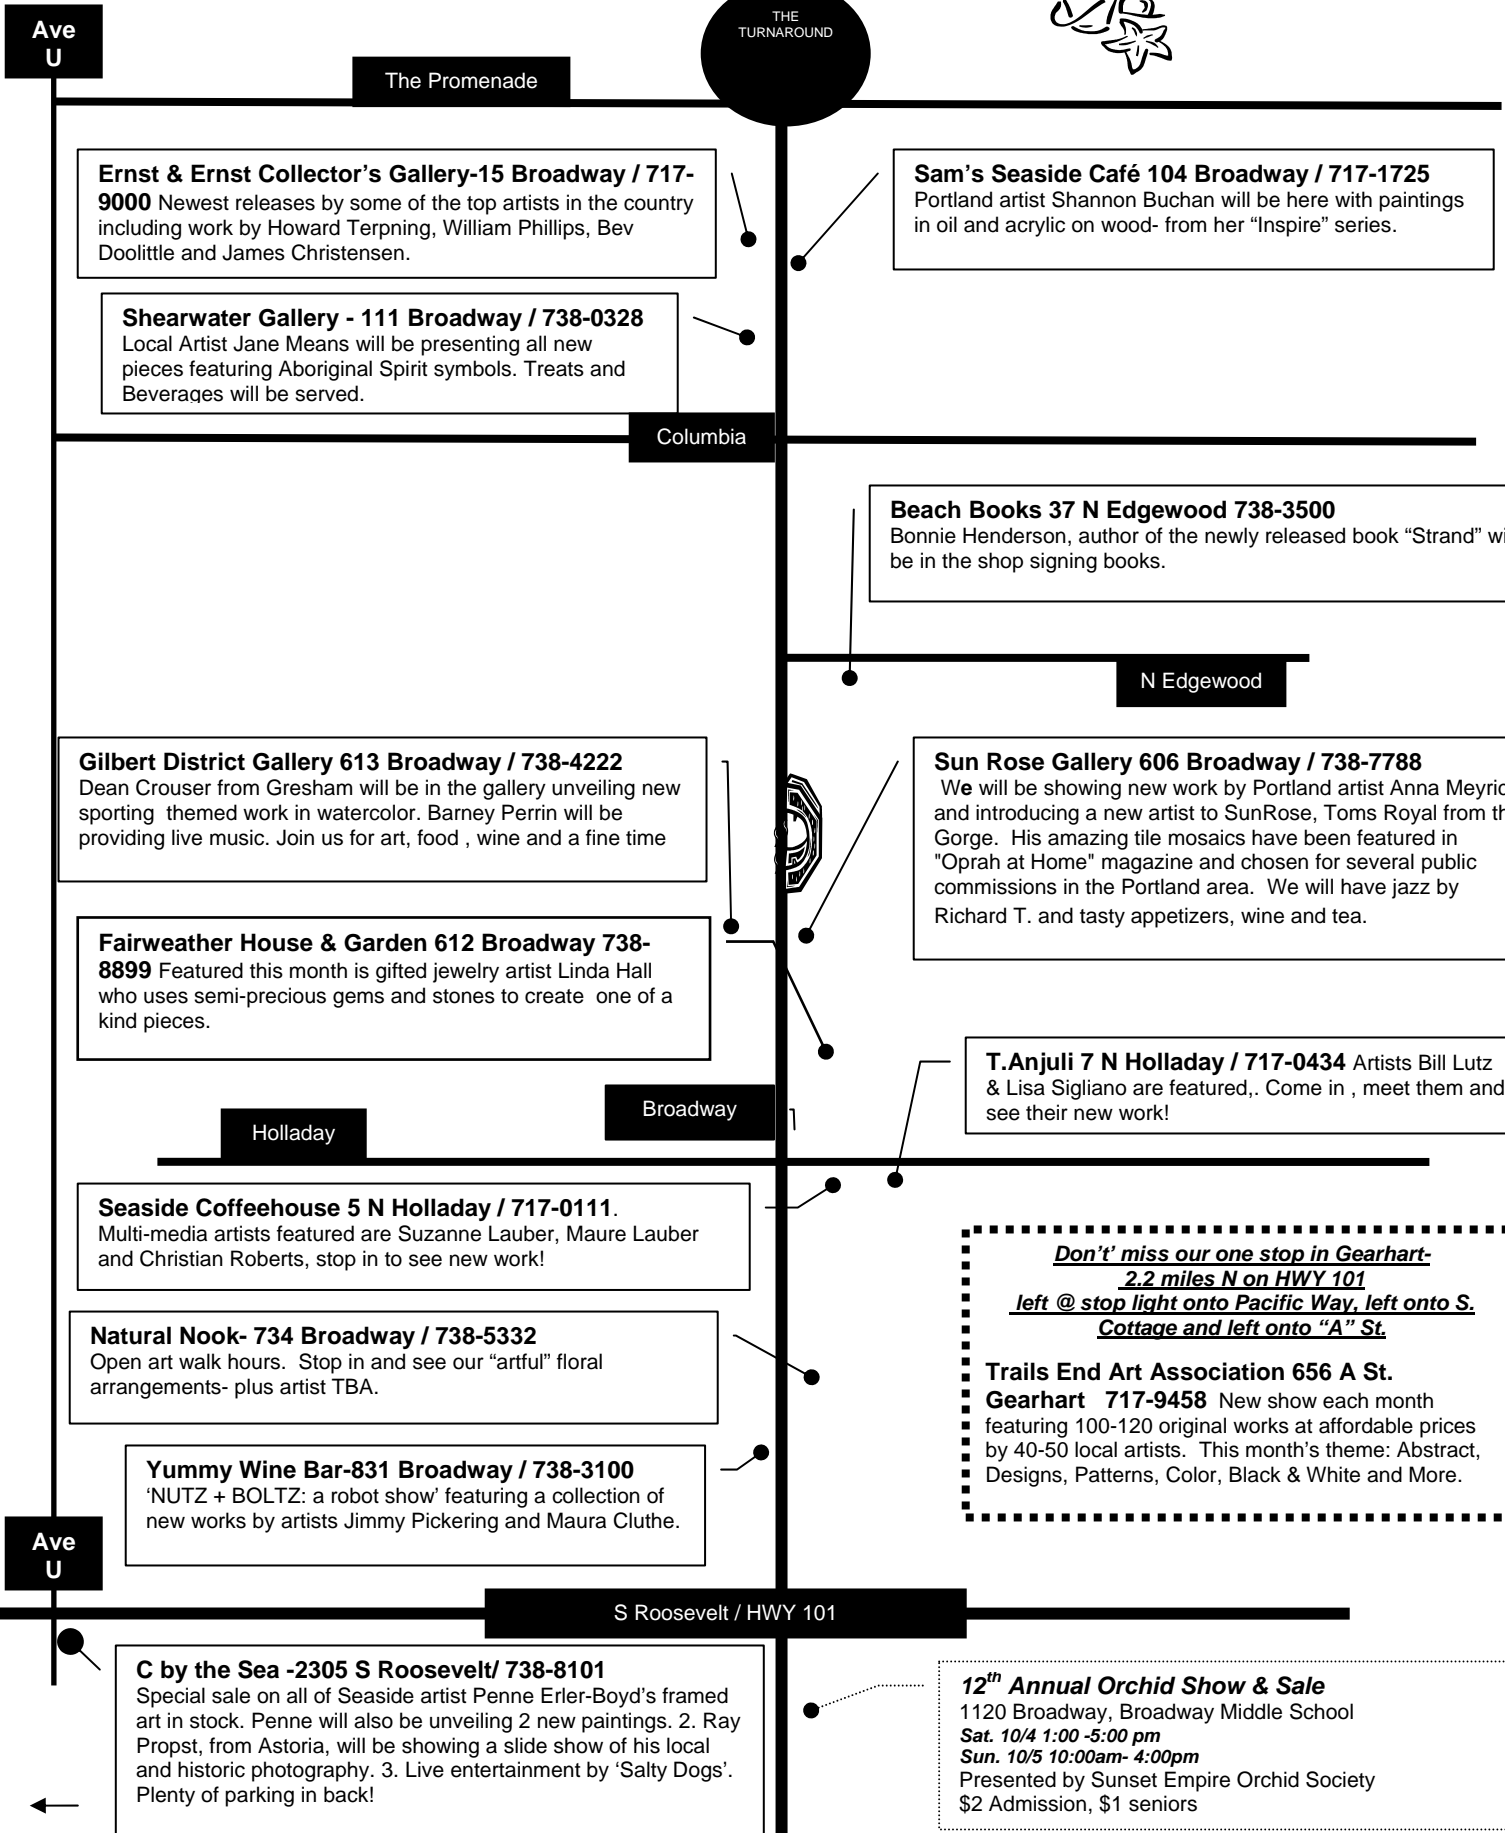 THE
TURNAROUND
Ave
U
The Promenade
Ernst & Ernst Collector’s Gallery-15 Broadway / 717-
9000 Newest releases by some of the top artists in the country
including work by Howard Terpning, William Phillips, Bev
Doolittle and James Christensen.
Sam’s Seaside Café 104 Broadway / 717-1725
Portland artist Shannon Buchan will be here with paintings
in oil and acrylic on wood- from her “Inspire” series.
Shearwater Gallery - 111 Broadway / 738-0328
Local Artist Jane Means will be presenting all new
pieces featuring Aboriginal Spirit symbols. Treats and
Beverages will be served.
Columbia
Beach Books 37 N Edgewood 738-3500
Bonnie Henderson, author of the newly released book “Strand” wi
be in the shop signing books.
N Edgewood
Gilbert District Gallery 613 Broadway / 738-4222
Dean Crouser from Gresham will be in the gallery unveiling new
sporting themed work in watercolor. Barney Perrin will be
providing live music. Join us for art, food , wine and a fine time
Sun Rose Gallery 606 Broadway / 738-7788
We will be showing new work by Portland artist Anna Meyric
and introducing a new artist to SunRose, Toms Royal from th
Gorge. His amazing tile mosaics have been featured in
"Oprah at Home" magazine and chosen for several public
commissions in the Portland area. We will have jazz by
Richard T. and tasty appetizers, wine and tea.
Fairweather House & Garden 612 Broadway 738-
8899 Featured this month is gifted jewelry artist Linda Hall
who uses semi-precious gems and stones to create one of a
kind pieces.
T.Anjuli 7 N Holladay / 717-0434 Artists Bill Lutz
& Lisa Sigliano are featured,. Come in , meet them and
see their new work!
Broadway
Holladay
Seaside Coffeehouse 5 N Holladay / 717-0111.
Multi-media artists featured are Suzanne Lauber, Maure Lauber
and Christian Roberts, stop in to see new work!
Don’t’ miss our one stop in Gearhart-
2.2 miles N on HWY 101
left @ stop light onto Pacific Way, left onto S.
Cottage and left onto “A” St.
Trails End Art Association 656 A St.
Gearhart 717-9458 New show each month
featuring 100-120 original works at affordable prices
by 40-50 local artists. This month’s theme: Abstract,
Designs, Patterns, Color, Black & White and More.
Natural Nook- 734 Broadway / 738-5332
Open art walk hours. Stop in and see our “artful” floral
arrangements- plus artist TBA.
Yummy Wine Bar-831 Broadway / 738-3100
‘NUTZ + BOLTZ: a robot show’ featuring a collection of
new works by artists Jimmy Pickering and Maura Cluthe.
Ave
U
S Roosevelt / HWY 101
C by the Sea -2305 S Roosevelt/ 738-8101
Special sale on all of Seaside artist Penne Erler-Boyd’s framed
art in stock. Penne will also be unveiling 2 new paintings. 2. Ray
Propst, from Astoria, will be showing a slide show of his local
and historic photography. 3. Live entertainment by ‘Salty Dogs’.
Plenty of parking in back!
12th Annual Orchid Show & Sale
1120 Broadway, Broadway Middle School
Sat. 10/4 1:00 -5:00 pm
Sun. 10/5 10:00am- 4:00pm
Presented by Sunset Empire Orchid Society
$2 Admission, $1 seniors